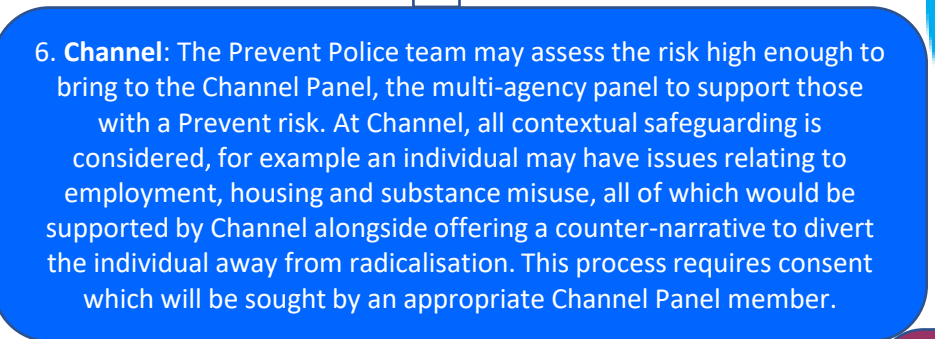 6. Channel: The Prevent Police team may assess the risk high enough to
bring to the Channel Panel, the multi-agency panel to support those
with a Prevent risk. At Channel, all contextual safeguarding is
considered, for example an individual may have issues relating to
employment, housing and substance misuse, all of which would be
supported by Channel alongside offering a counter-narrative to divert
the individual away from radicalisation. This process requires consent
which will be sought by an appropriate Channel Panel member.